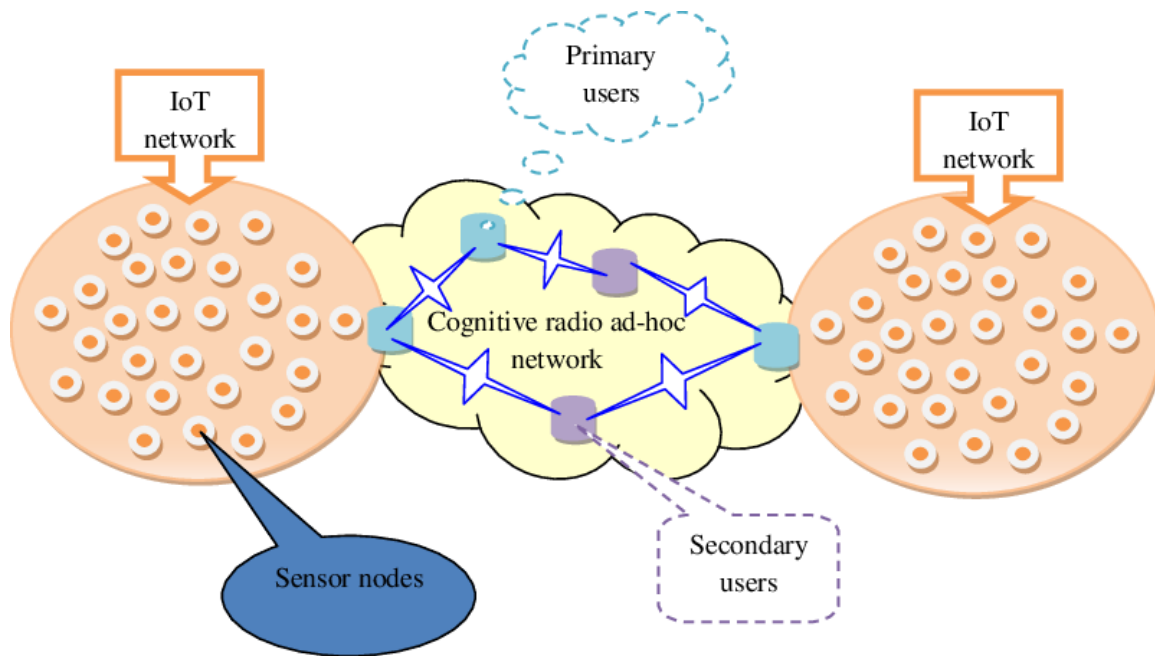 Primary
users
IoT
network
IoT
network
Cognitive radio ad-hoc
network
Secondary
users
Sensor nodes